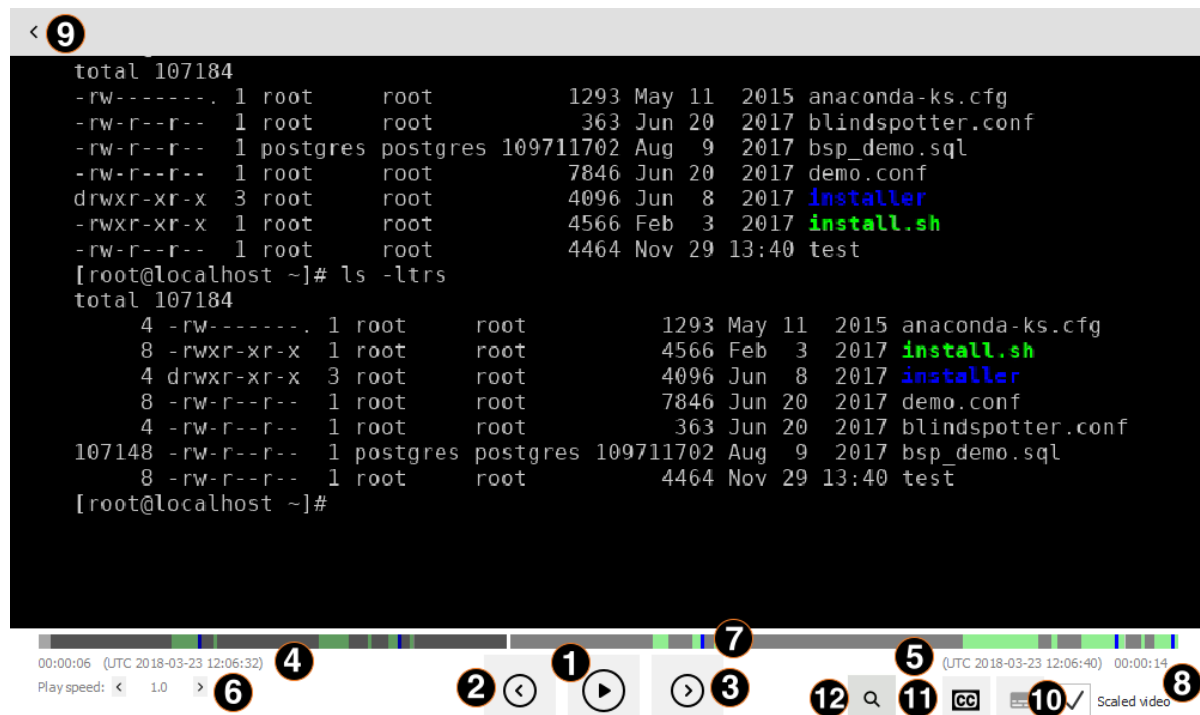 < 9
total 107184
-rw-------. 1 root root 1293 May 11 2015 anaconda-ks.cfg
-rw-r--r-- 1 root root 363 Jun 20 2017 blindspotter.conf
-rw-r--r-- 1 postgres postgres 109711702 Aug 9 2017 bsp_demo.sql
-rw-r--r-- 1 root root 7846 Jun 20 2017 demo.conf
drwxr-xr-x 3 root root 4096 Jun 8 2017 installer
-rwxr-xr-x 1 root root 4566 Feb 3 2017 install.sh
-rw-r--r-- 1 root root 4464 Nov 29 13:40 test
[root@localhost ~]# ls -ltrs
total 107184
4 -rw-------. 1 root root 1293 May 11 2015 anaconda-ks.cfg
8 -rwxr-xr-x 1 root root 4566 Feb 3 2017 install.sh
4 drwxr-xr-x 3 root root 4096 Jun 8 2017 installer
8 -rw-r--r-- 1 root root 7846 Jun 20 2017 demo.conf
4 -rw-r--r-- 1 root root 363 Jun 20 2017 blindspotter.conf
107148 -rw-r--r-- 1 postgres postgres 109711702 Aug 9 2017 bsp_demo.sql
8 -rw-r--r-- 1 root root 4464 Nov 29 13:40 test
[root@localhost ~]#
7
00:00:06 (UTC 2018-03-23 12:06:32) 4 1 5 (UTC 2018-03-23 12:06:40) 00:00:14
Play speed: < 1.0 > 6 2 < > 3 12 11 CC 10 Scaled video 8